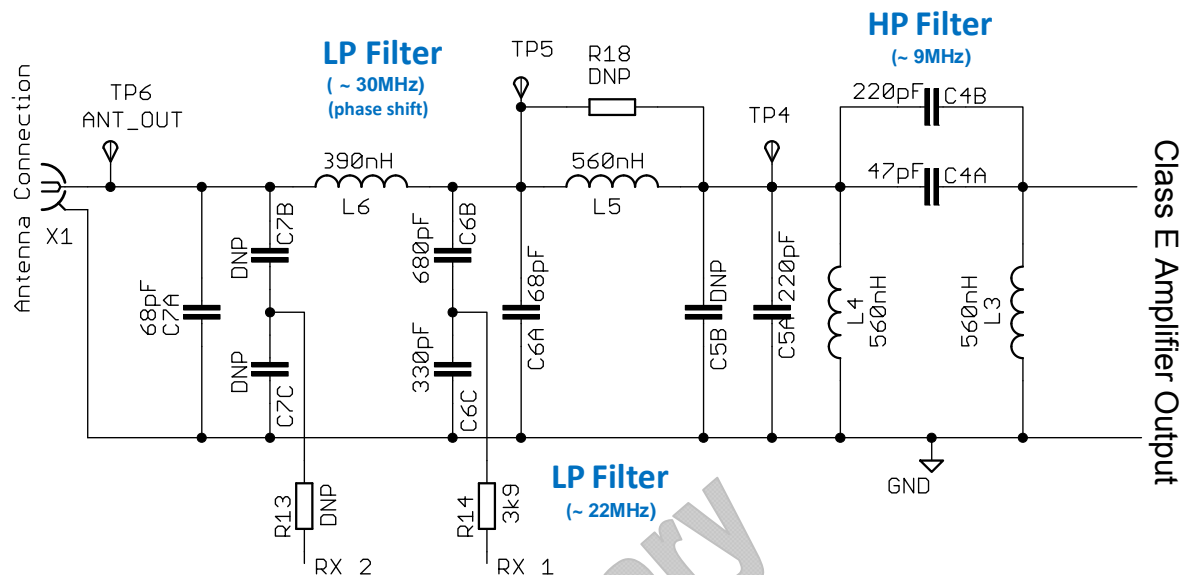 HP Filter
(~ 9MHz)
LP Filter
( ~ 30MHz)
(phase shift)
TP5
R18
DNP
TP6
ANT_OUT
TP4
220pF
C4B
390nH
L6
560nH
L5
47pF
C4A
Antenna Connection
X1
68pF
C7A
DNP
C7B
DNP
C7C
680pF
C6B
330pF
C6C
68pF
C6A
DNP
C5B
220pF
C5A
L4
560nH
560nH
L3
Class E Amplifier Output
LP Filter
(~ 22MHz)
GND
R13
DNP
R14
3k9
RX 2
RX 1